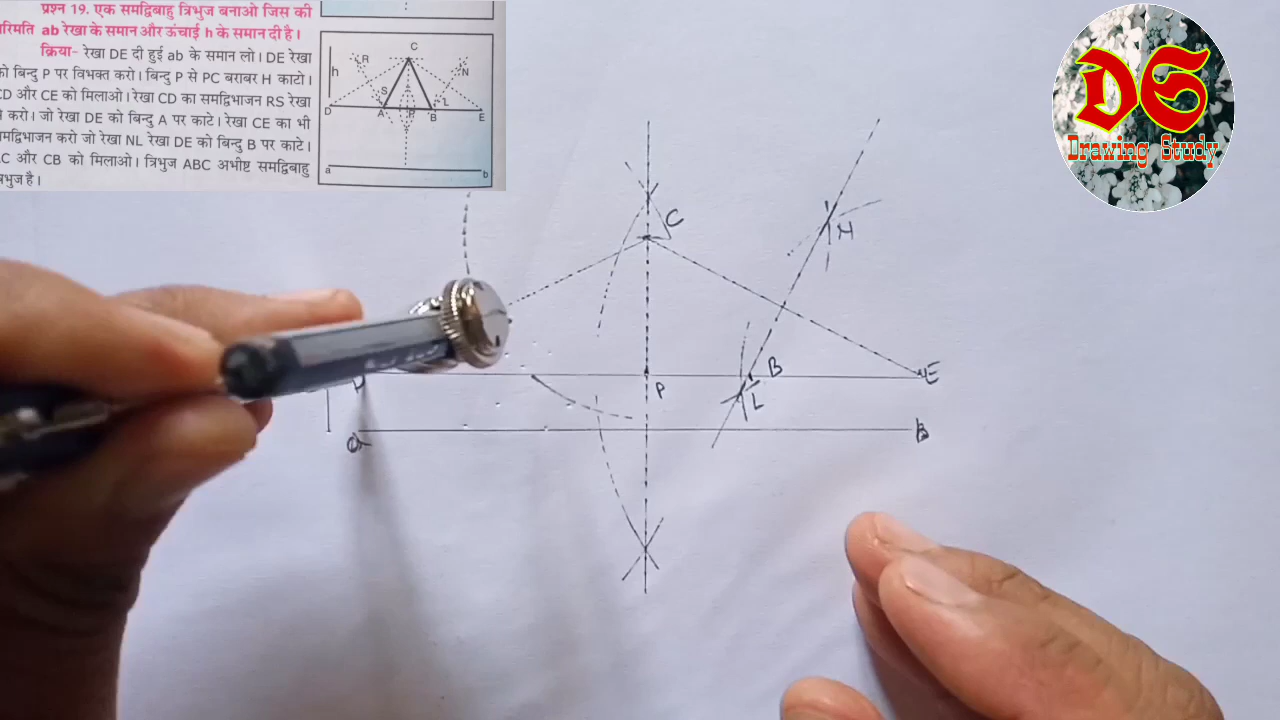 प्रश्न 19. एक समद्विबाहु त्रिभुज बनाओ जिस की
रिमति ab रेखा के समान और ऊंचाई h के समान दी है।
क्रिया- रेखा DE दी हुई ab के समान लो। DE रेखा
को बिन्दु P पर विभक्त करो। बिन्दु P से PC बराबर H काटो।
CD और CE को मिलाओ। रेखा CD का समद्विभाजन RS रेखा
से करो। जो रेखा DE को बिन्दु A पर काटे। रेखा CE का भी
मद्विभाजन करो जो रेखा NL रेखा DE को बिन्दु B पर काटे।
C और CB को मिलाओ। त्रिभुज ABC अभीष्ट समद्विबाहु
भुज है।
C
R
h
N
S
L
D
A
P
B
E
a
b
DS
Drawing Study
C
N
B
E
P
L
a
B